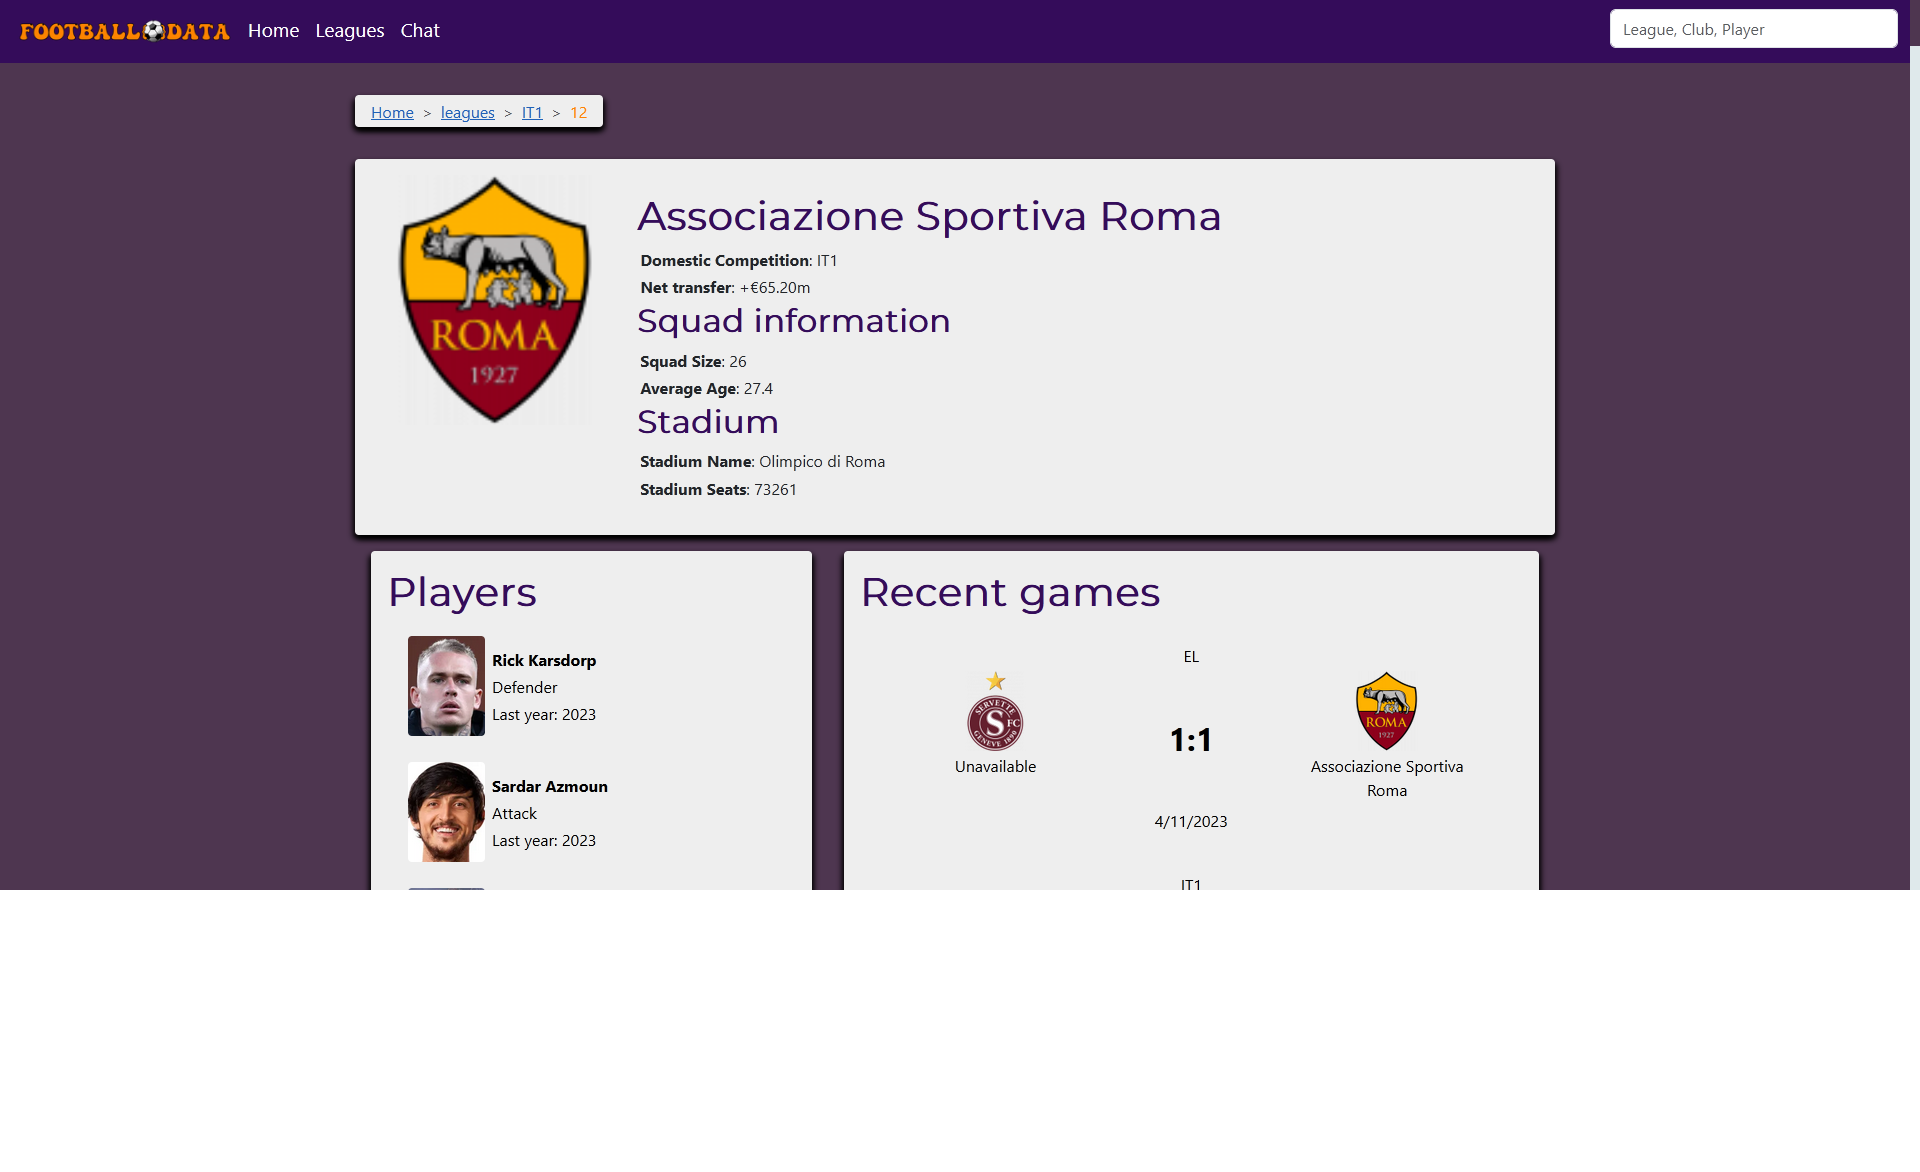 FOOTBALL DATA Home Leagues Chat League, Club, Player
Home > leagues > IT1 > 12
ROMA
1927
Associazione Sportiva Roma
Domestic Competition: IT1
Net transfer: +€65.20m
Squad information
Squad Size: 26
Average Age: 27.4
Stadium
Stadium Name: Olimpico di Roma
Stadium Seats: 73261
Players
Rick Karsdorp
Defender
Last year: 2023
Sardar Azmoun
Attack
Last year: 2023
Recent games
EL
SERVETTE
S FC
GENEVE 1890
Unavailable
1:1
ROMA
1927
Associazione Sportiva
Roma
4/11/2023
IT1